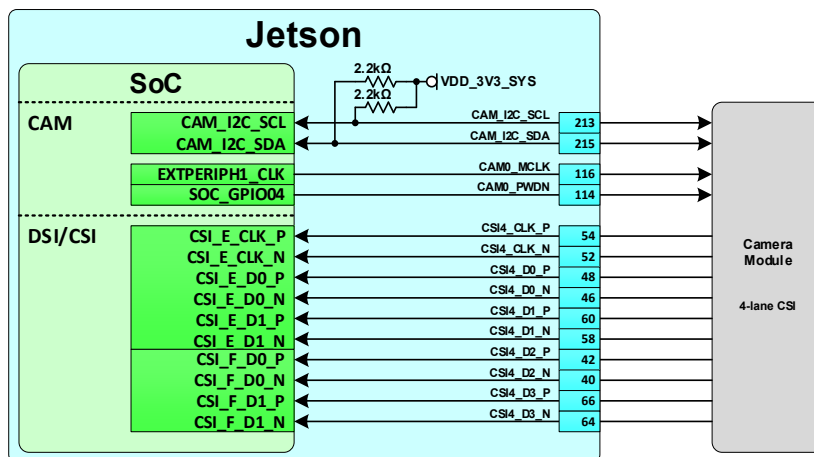 Jetson
SoC
2.2kΩ
VDD_3V3_SYS
2.2kΩ
CAM
CAM_I2C_SCL CAM_I2C_SCL 213
CAM_I2C_SDA CAM_I2C_SDA 215
EXTPERIPH1_CLK CAM0_MCLK 116
SOC_GPIO04 CAM0_PWDN 114
DSI/CSI
CSI_E_CLK_P CSI4_CLK_P 54
CSI_E_CLK_N CSI4_CLK_N 52
CSI_E_D0_P CSI4_D0_P 48
CSI_E_D0_N CSI4_D0_N 46
CSI_E_D1_P CSI4_D1_P 60
CSI_E_D1_N CSI4_D1_N 58
CSI_F_D0_P CSI4_D2_P 42
CSI_F_D0_N CSI4_D2_N 40
CSI_F_D1_P CSI4_D3_P 66
CSI_F_D1_N CSI4_D3_N 64
Camera
Module
4-lane CSI